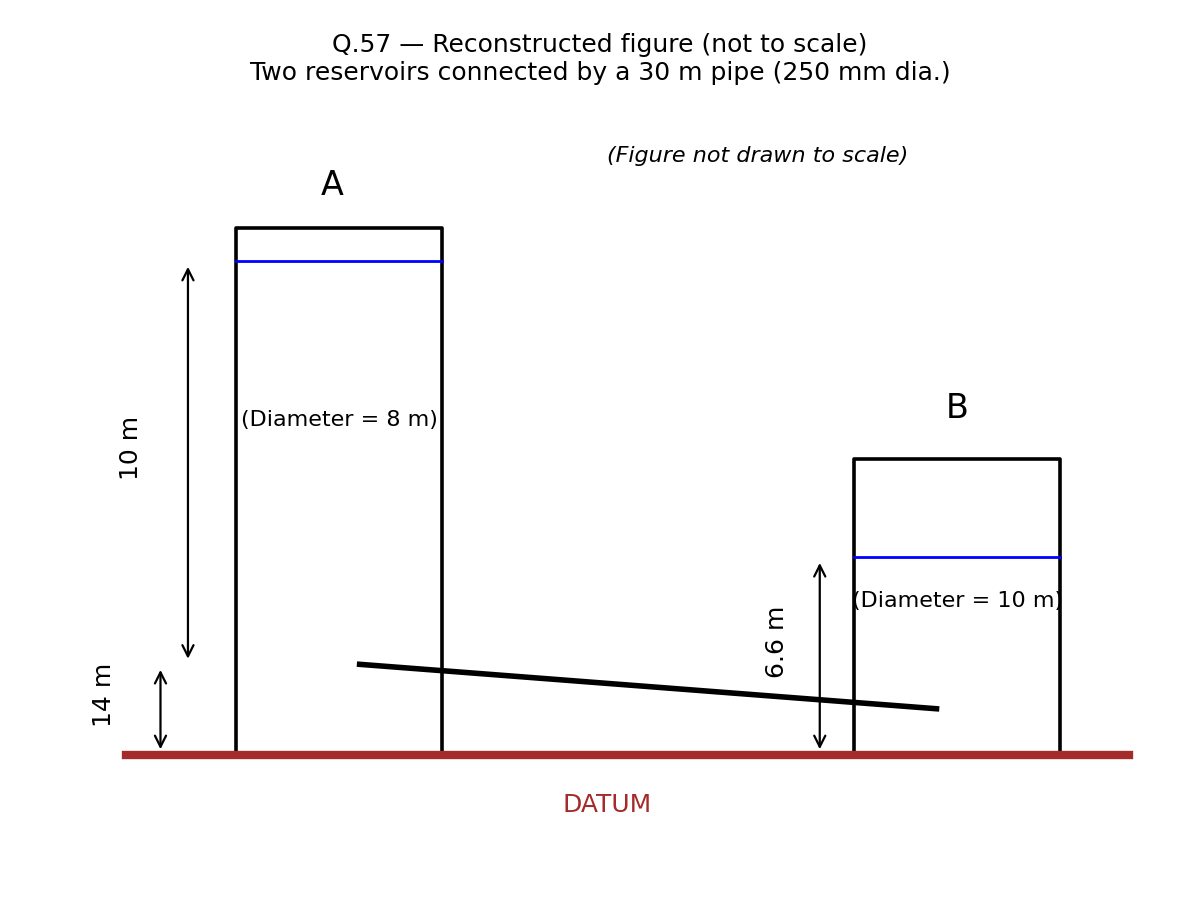 Q.57 — Reconstructed figure (not to scale)
Two reservoirs connected by a 30 m pipe (250 mm dia.)
(Figure not drawn to scale)
A
B
(Diameter = 8 m)
10 m
(Diameter = 10 m)
6.6 m
14 m
DATUM